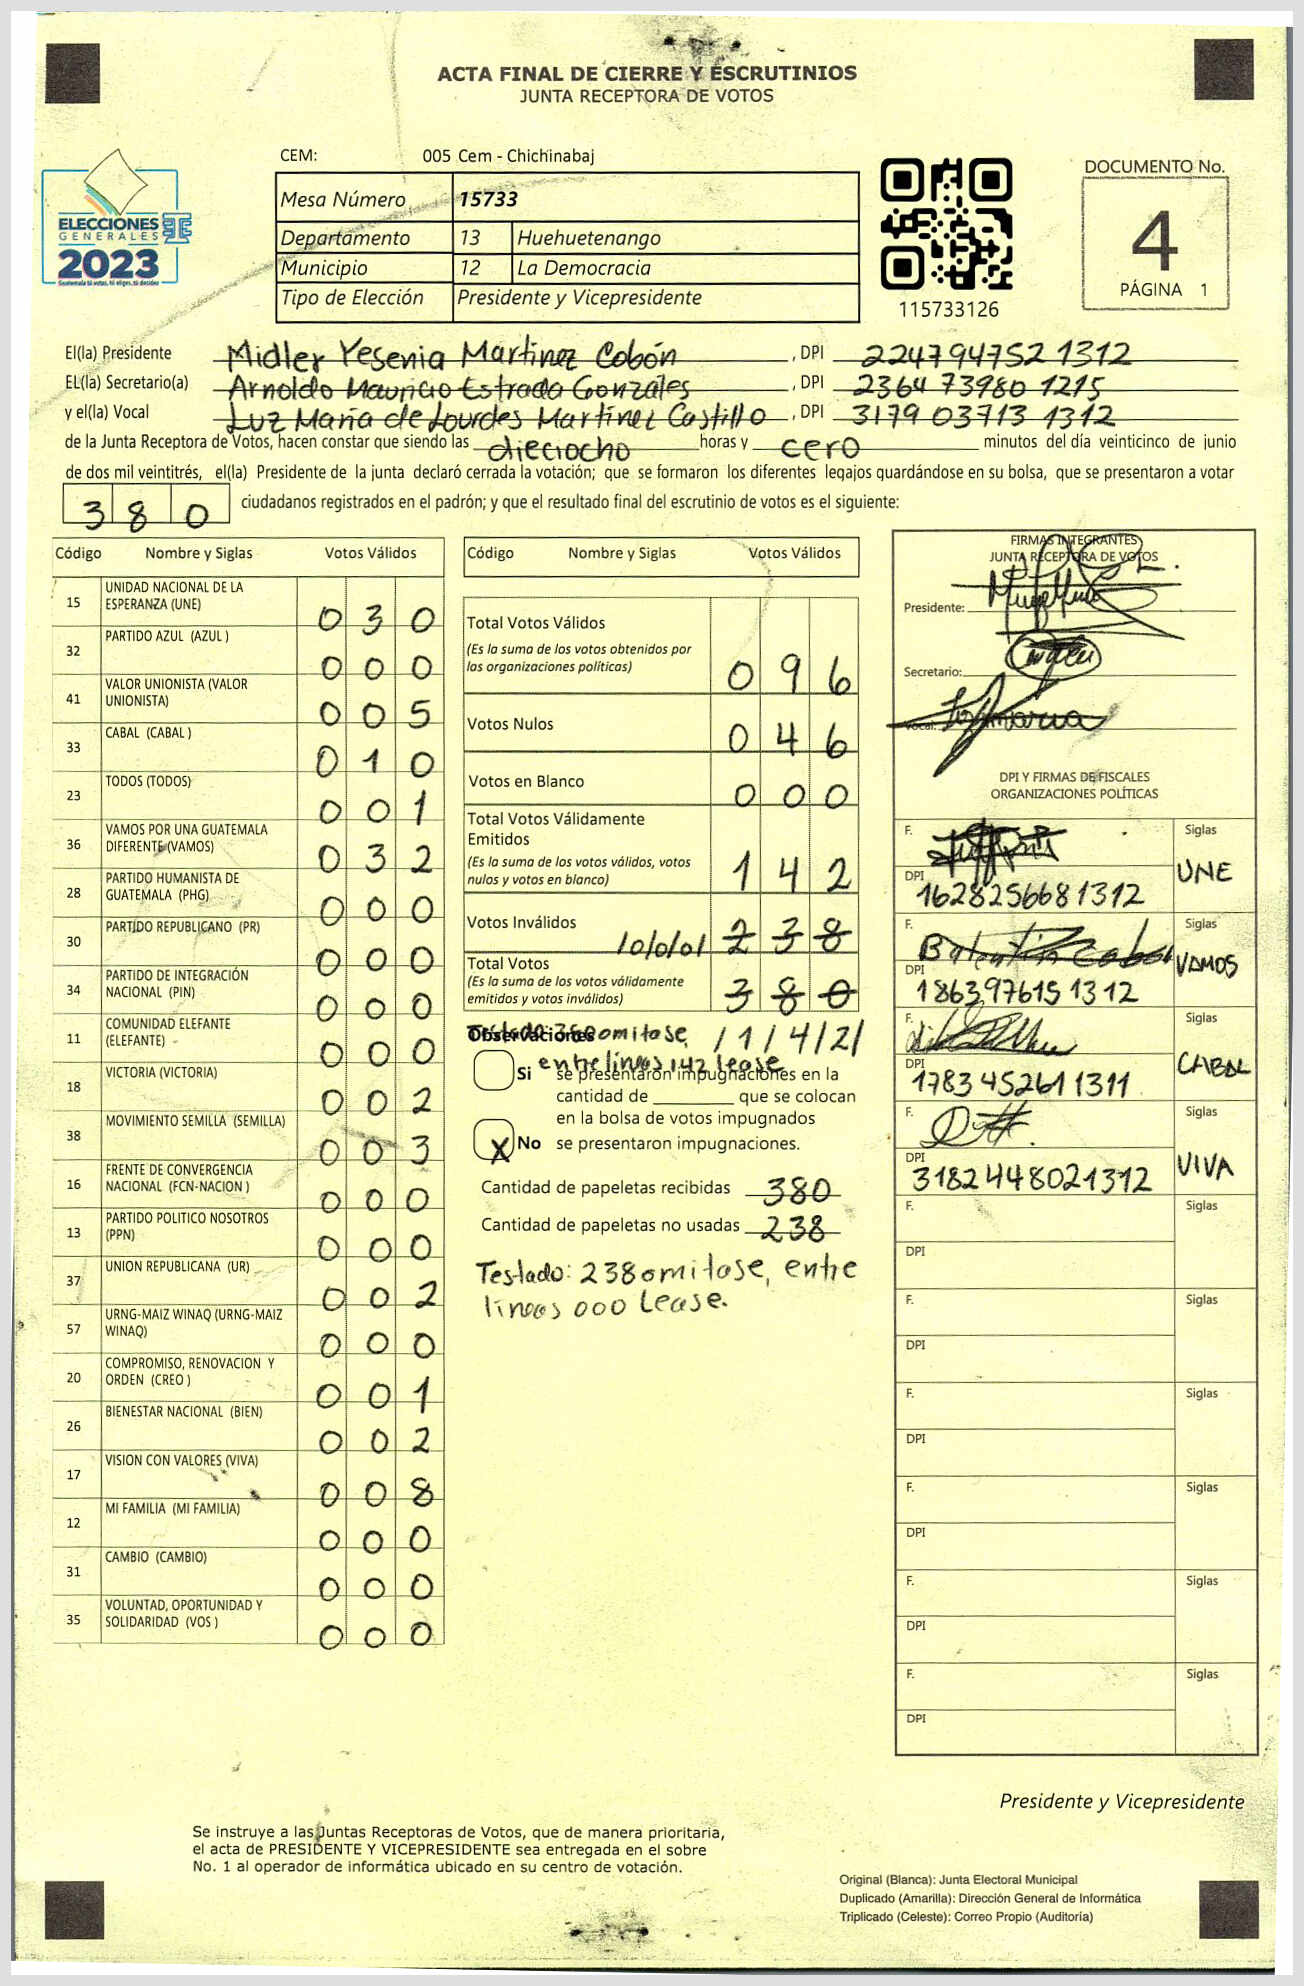 ACTA FINAL DE CIERRE Y ESCRUTINIOS
JUNTA RECEPTORA DE VOTOS
CEM: 005 Cem - Chichinabaj
ELECCIONES
GENERALES
2023
Guatemala tú votas, tú eliges, tú decides
Mesa Número 15733
Departamento 13 Huehuetenango
Municipio 12 La Democracia
Tipo de Elección Presidente y Vicepresidente
115733126
DOCUMENTO No.
4
PÁGINA 1
El(la) Presidente Midler Yesenia Martinez Cobón , DPI 224794752 1312
EL(la) Secretario(a) Arnoldo Mauricio Estrada Gonzales , DPI 2364 73980 1215
y el(la) Vocal Luz María de Lourdes Martínez Castillo , DPI 3179 03713 1312
de la Junta Receptora de Votos, hacen constar que siendo las dieciocho horas y cero minutos del día veinticinco de junio
de dos mil veintitrés, el(la) Presidente de la junta declaró cerrada la votación; que se formaron los diferentes legajos quardándose en su bolsa, que se presentaron a votar
380 ciudadanos registrados en el padrón; y que el resultado final del escrutinio de votos es el siguiente:
Código Nombre y Siglas Votos Válidos
15 UNIDAD NACIONAL DE LA
ESPERANZA (UNE) 0 3 0
32 PARTIDO AZUL (AZUL ) 0 0 0
41 VALOR UNIONISTA (VALOR
UNIONISTA) 0 0 5
33 CABAL (CABAL ) 0 1 0
23 TODOS (TODOS) 0 0 1
36 VAMOS POR UNA GUATEMALA
DIFERENTE (VAMOS) 0 3 2
28 PARTIDO HUMANISTA DE
GUATEMALA (PHG) 0 0 0
30 PARTIDO REPUBLICANO (PR) 0 0 0
34 PARTIDO DE INTEGRACIÓN
NACIONAL (PIN) 0 0 0
11 COMUNIDAD ELEFANTE
(ELEFANTE) 0 0 0
18 VICTORIA (VICTORIA) 0 0 2
38 MOVIMIENTO SEMILLA (SEMILLA) 0 0 3
16 FRENTE DE CONVERGENCIA
NACIONAL (FCN-NACION ) 0 0 0
13 PARTIDO POLITICO NOSOTROS
(PPN) 0 0 0
37 UNION REPUBLICANA (UR) 0 0 2
57 URNG-MAIZ WINAQ (URNG-MAIZ
WINAQ) 0 0 0
20 COMPROMISO, RENOVACION Y
ORDEN (CREO ) 0 0 1
26 BIENESTAR NACIONAL (BIEN) 0 0 2
17 VISION CON VALORES (VIVA) 0 0 8
12 MI FAMILIA (MI FAMILIA) 0 0 0
31 CAMBIO (CAMBIO) 0 0 0
35 VOLUNTAD, OPORTUNIDAD Y
SOLIDARIDAD (VOS ) 0 0 0
Código Nombre y Siglas Votos Válidos
Total Votos Válidos
(Es la suma de los votos obtenidos por
las organizaciones políticas) 0 9 6
Votos Nulos 0 4 6
Votos en Blanco 0 0 0
Total Votos Válidamente
Emitidos
(Es la suma de los votos válidos, votos
nulos y votos en blanco) 1 4 2
Votos Inválidos /0/0/0/ 2 3 8
Total Votos
(Es la suma de los votos válidamente
emitidos y votos inválidos) 3 8 0
Testado 380 omitase, /1/4/2/
Observaciones
entrelíneas 142 lease
Si se presentaron impugnaciones en la
cantidad de ________ que se colocan
en la bolsa de votos impugnados
X No se presentaron impugnaciones.
Cantidad de papeletas recibidas 380
Cantidad de papeletas no usadas 238
Testado: 238 omitase, entre
lineas 000 Lease.
FIRMAS INTEGRANTES
JUNTA RECEPTORA DE VOTOS
Presidente:
Secretario:
Vocal:
DPI Y FIRMAS DE FISCALES
ORGANIZACIONES POLÍTICAS
F. Siglas
DPI 1628256681312 UNE
F. Siglas
DPI 186397615 1312 VAMOS
F. Siglas
DPI 1783 45261 1311 CABAL
F. Siglas
DPI 3182448021312 VIVA
F. Siglas
DPI
F. Siglas
DPI
F. Siglas
DPI
F. Siglas
DPI
F. Siglas
DPI
F. Siglas
DPI
Presidente y Vicepresidente
Se instruye a las Juntas Receptoras de Votos, que de manera prioritaria,
el acta de PRESIDENTE Y VICEPRESIDENTE sea entregada en el sobre
No. 1 al operador de informática ubicado en su centro de votación.
Original (Blanca): Junta Electoral Municipal
Duplicado (Amarilla): Dirección General de Informática
Triplicado (Celeste): Correo Propio (Auditoría)